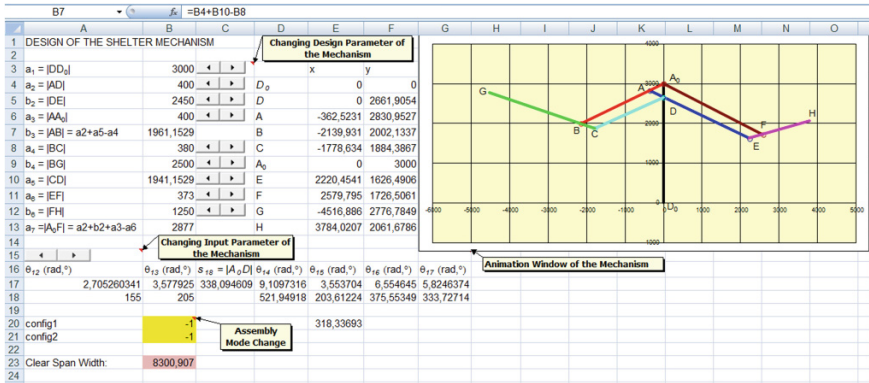 B7 fx =B4+B10-B8
A B C D E F G H I J K L M N O
1 DESIGN OF THE SHELTER MECHANISM
Changing Design Parameter of
the Mechanism
2
3 a₁ = |DD₀| 3000 x y
4 a₂ = |AD| 400 D₀ 0 0
5 b₂ = |DE| 2450 D 0 2661,9054
6 a₃ = |AA₀| 400 A -362,5231 2830,9527
7 b₃ = |AB| = a2+a5-a4 1961,1529 B -2139,931 2002,1337
8 a₄ = |BC| 380 C -1778,634 1884,3867
9 b₄ = |BG| 2500 A₀ 0 3000
10 a₅ = |CD| 1941,1529 E 2220,4541 1626,4906
11 a₆ = |EF| 373 F 2579,795 1726,5061
12 b₆ = |FH| 1250 G -4516,886 2776,7849
13 a₇ =|A₀F| = a2+b2+a3-a6 2877 H 3784,0207 2061,6786
14
Changing Input Parameter of
the Mechanism
15
16 θ12 (rad,°) θ13 (rad,°) s18 = |A₀D| θ14 (rad,°) θ15 (rad,°) θ16 (rad,°) θ17 (rad,°)
17 2,705260341 3,577925 338,094609 9,1097316 3,553704 6,554645 5,8246374
18 155 205 521,94918 203,61224 375,55349 333,72714
19
20 config1 -1 318,33693
21 config2 -1
Assembly
Mode Change
22
23 Clear Span Width: 8300,907
24
4000
3000
2000
1000
1000
-6000 -5000 -4000 -3000 -2000 -1000 0 1000 2000 3000 4000 5000
G A A₀ D B C F E H D₀
Animation Window of the Mechanism